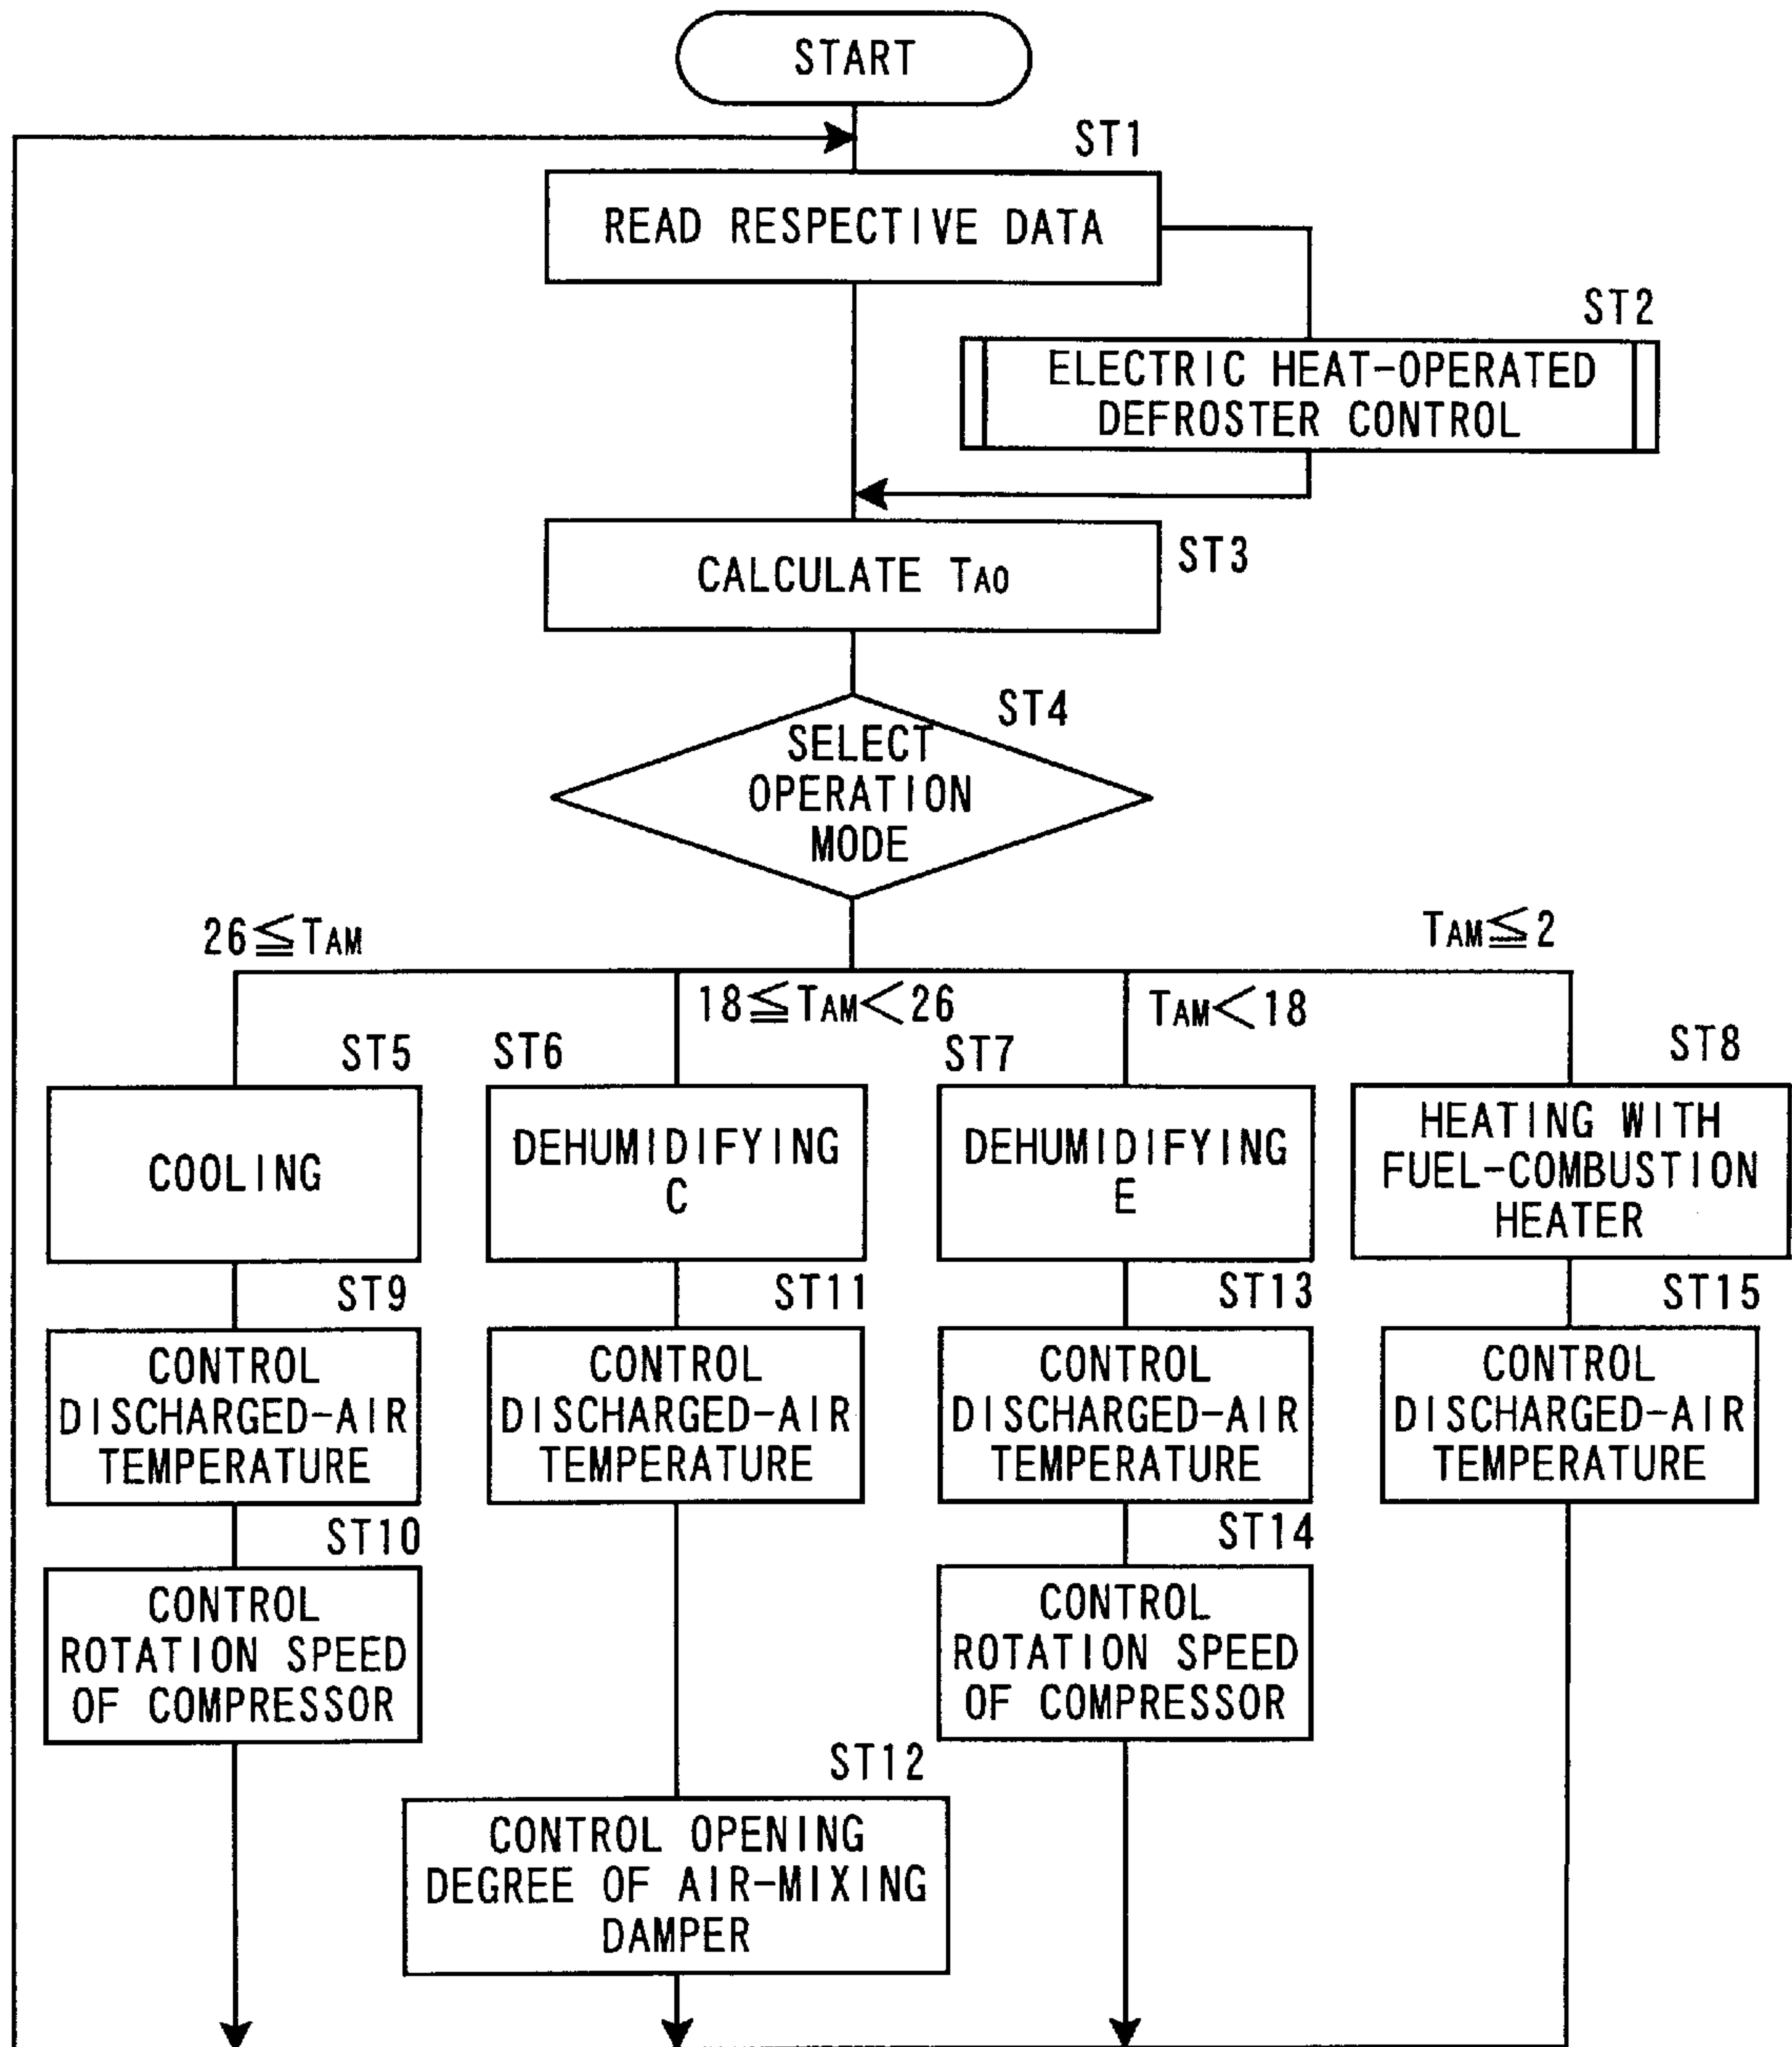 START
ST1
READ RESPECTIVE DATA
ST2
ELECTRIC HEAT-OPERATED
DEFROSTER CONTROL
CALCULATE TAO
ST3
ST4
SELECT
OPERATION
MODE
26≦TAM
18≦TAM<26
TAM<18
TAM≦2
ST5
COOLING
ST6
DEHUMIDIFYING
C
ST7
DEHUMIDIFYING
E
ST8
HEATING WITH
FUEL-COMBUSTION
HEATER
ST9
CONTROL
DISCHARGED-AIR
TEMPERATURE
ST11
CONTROL
DISCHARGED-AIR
TEMPERATURE
ST13
CONTROL
DISCHARGED-AIR
TEMPERATURE
ST15
CONTROL
DISCHARGED-AIR
TEMPERATURE
ST10
CONTROL
ROTATION SPEED
OF COMPRESSOR
ST14
CONTROL
ROTATION SPEED
OF COMPRESSOR
ST12
CONTROL OPENING
DEGREE OF AIR-MIXING
DAMPER